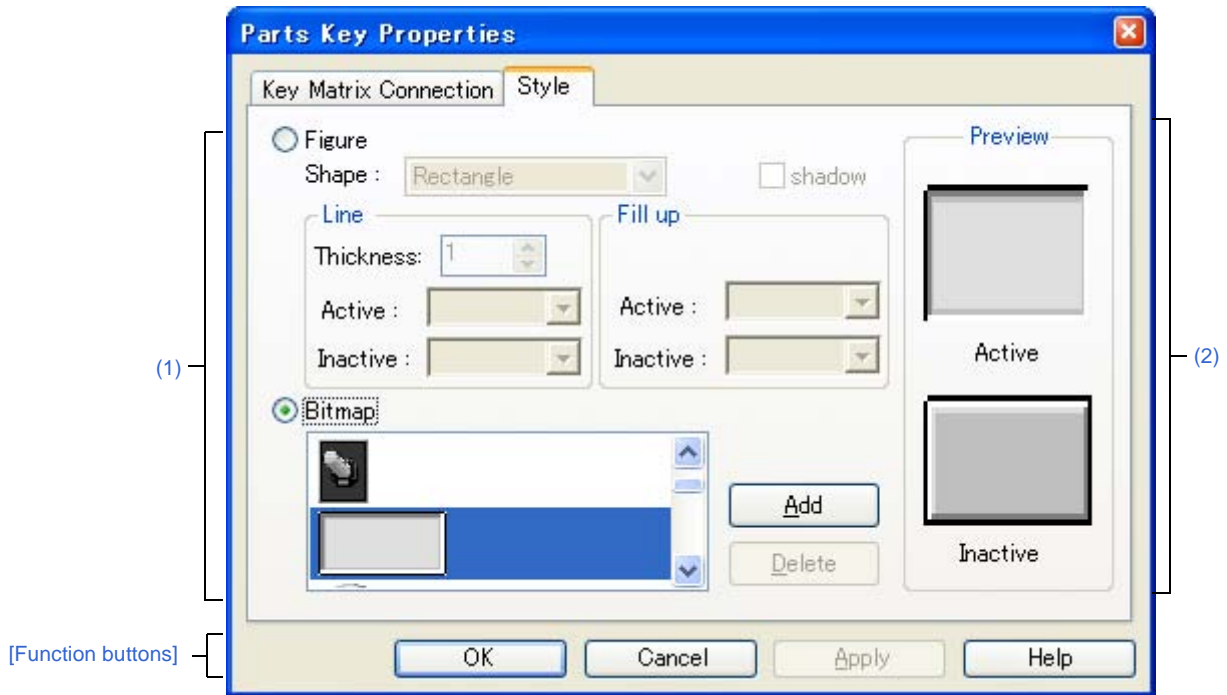 Parts Key Properties
Key Matrix Connection
Style
Figure
Shape :
Rectangle
shadow
Line
Thickness:
1
Active :
Inactive :
Fill up
Active :
Inactive :
Bitmap
Add
Delete
Preview
Active
Inactive
(1)
(2)
[Function buttons]
OK
Cancel
Apply
Help